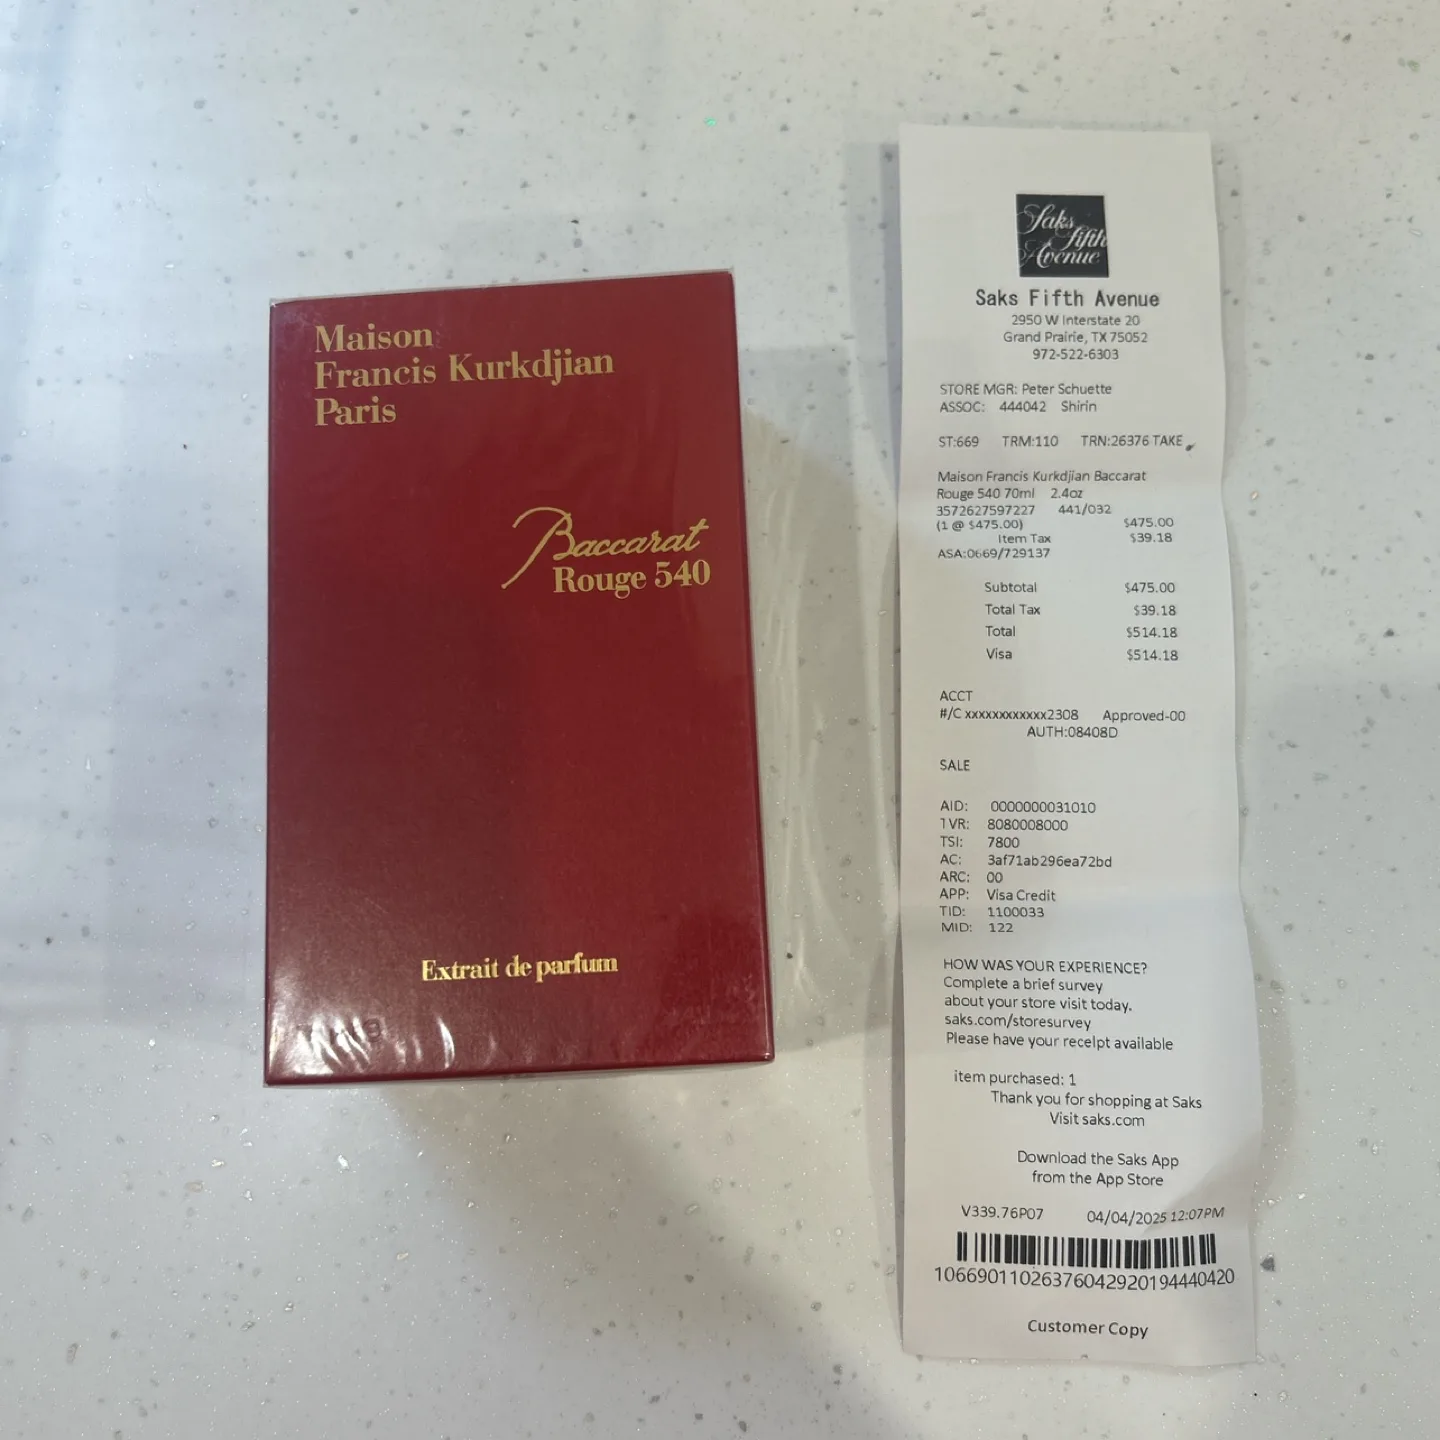 Maison
Francis Kurkdjian
Paris
Baccarat
Rouge 540
Extrait de parfum
Saks
Fifth
Avenue
Saks Fifth Avenue
2950 W Interstate 20
Grand Prairie, TX 75052
972-522-6303
STORE MGR: Peter Schuette
ASSOC: 444042 Shirin
ST:669 TRM:110 TRN:26376 TAKE
Maison Francis Kurkdjian Baccarat
Rouge 540 70ml 2.4oz
3572627597227 441/032
(1 @ $475.00) $475.00
Item Tax $39.18
ASA:0669/729137
Subtotal $475.00
Total Tax $39.18
Total $514.18
Visa $514.18
ACCT
#/C xxxxxxxxxxxx2308 Approved-00
AUTH:08408D
SALE
AID: 0000000031010
TVR: 8080008000
TSI: 7800
AC: 3af71ab296ea72bd
ARC: 00
APP: Visa Credit
TID: 1100033
MID: 122
HOW WAS YOUR EXPERIENCE?
Complete a brief survey
about your store visit today.
saks.com/storesurvey
Please have your receipt available
item purchased: 1
Thank you for shopping at Saks
Visit saks.com
Download the Saks App
from the App Store
V339.76P07 04/04/2025 12:07PM
10669011026376042920194440420
Customer Copy